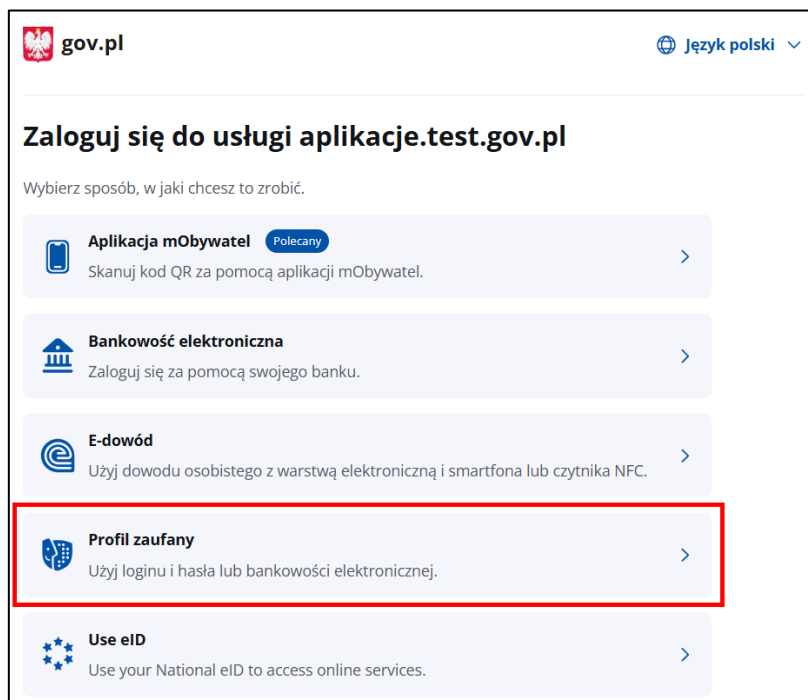 gov.pl
Język polski
Zaloguj się do usługi aplikacje.test.gov.pl
Wybierz sposób, w jaki chcesz to zrobić.
Aplikacja mObywatel Polecany
Skanuj kod QR za pomocą aplikacji mObywatel.
Bankowość elektroniczna
Zaloguj się za pomocą swojego banku.
E-dowód
Użyj dowodu osobistego z warstwą elektroniczną i smartfona lub czytnika NFC.
Profil zaufany
Użyj loginu i hasła lub bankowości elektronicznej.
Use eID
Use your National eID to access online services.